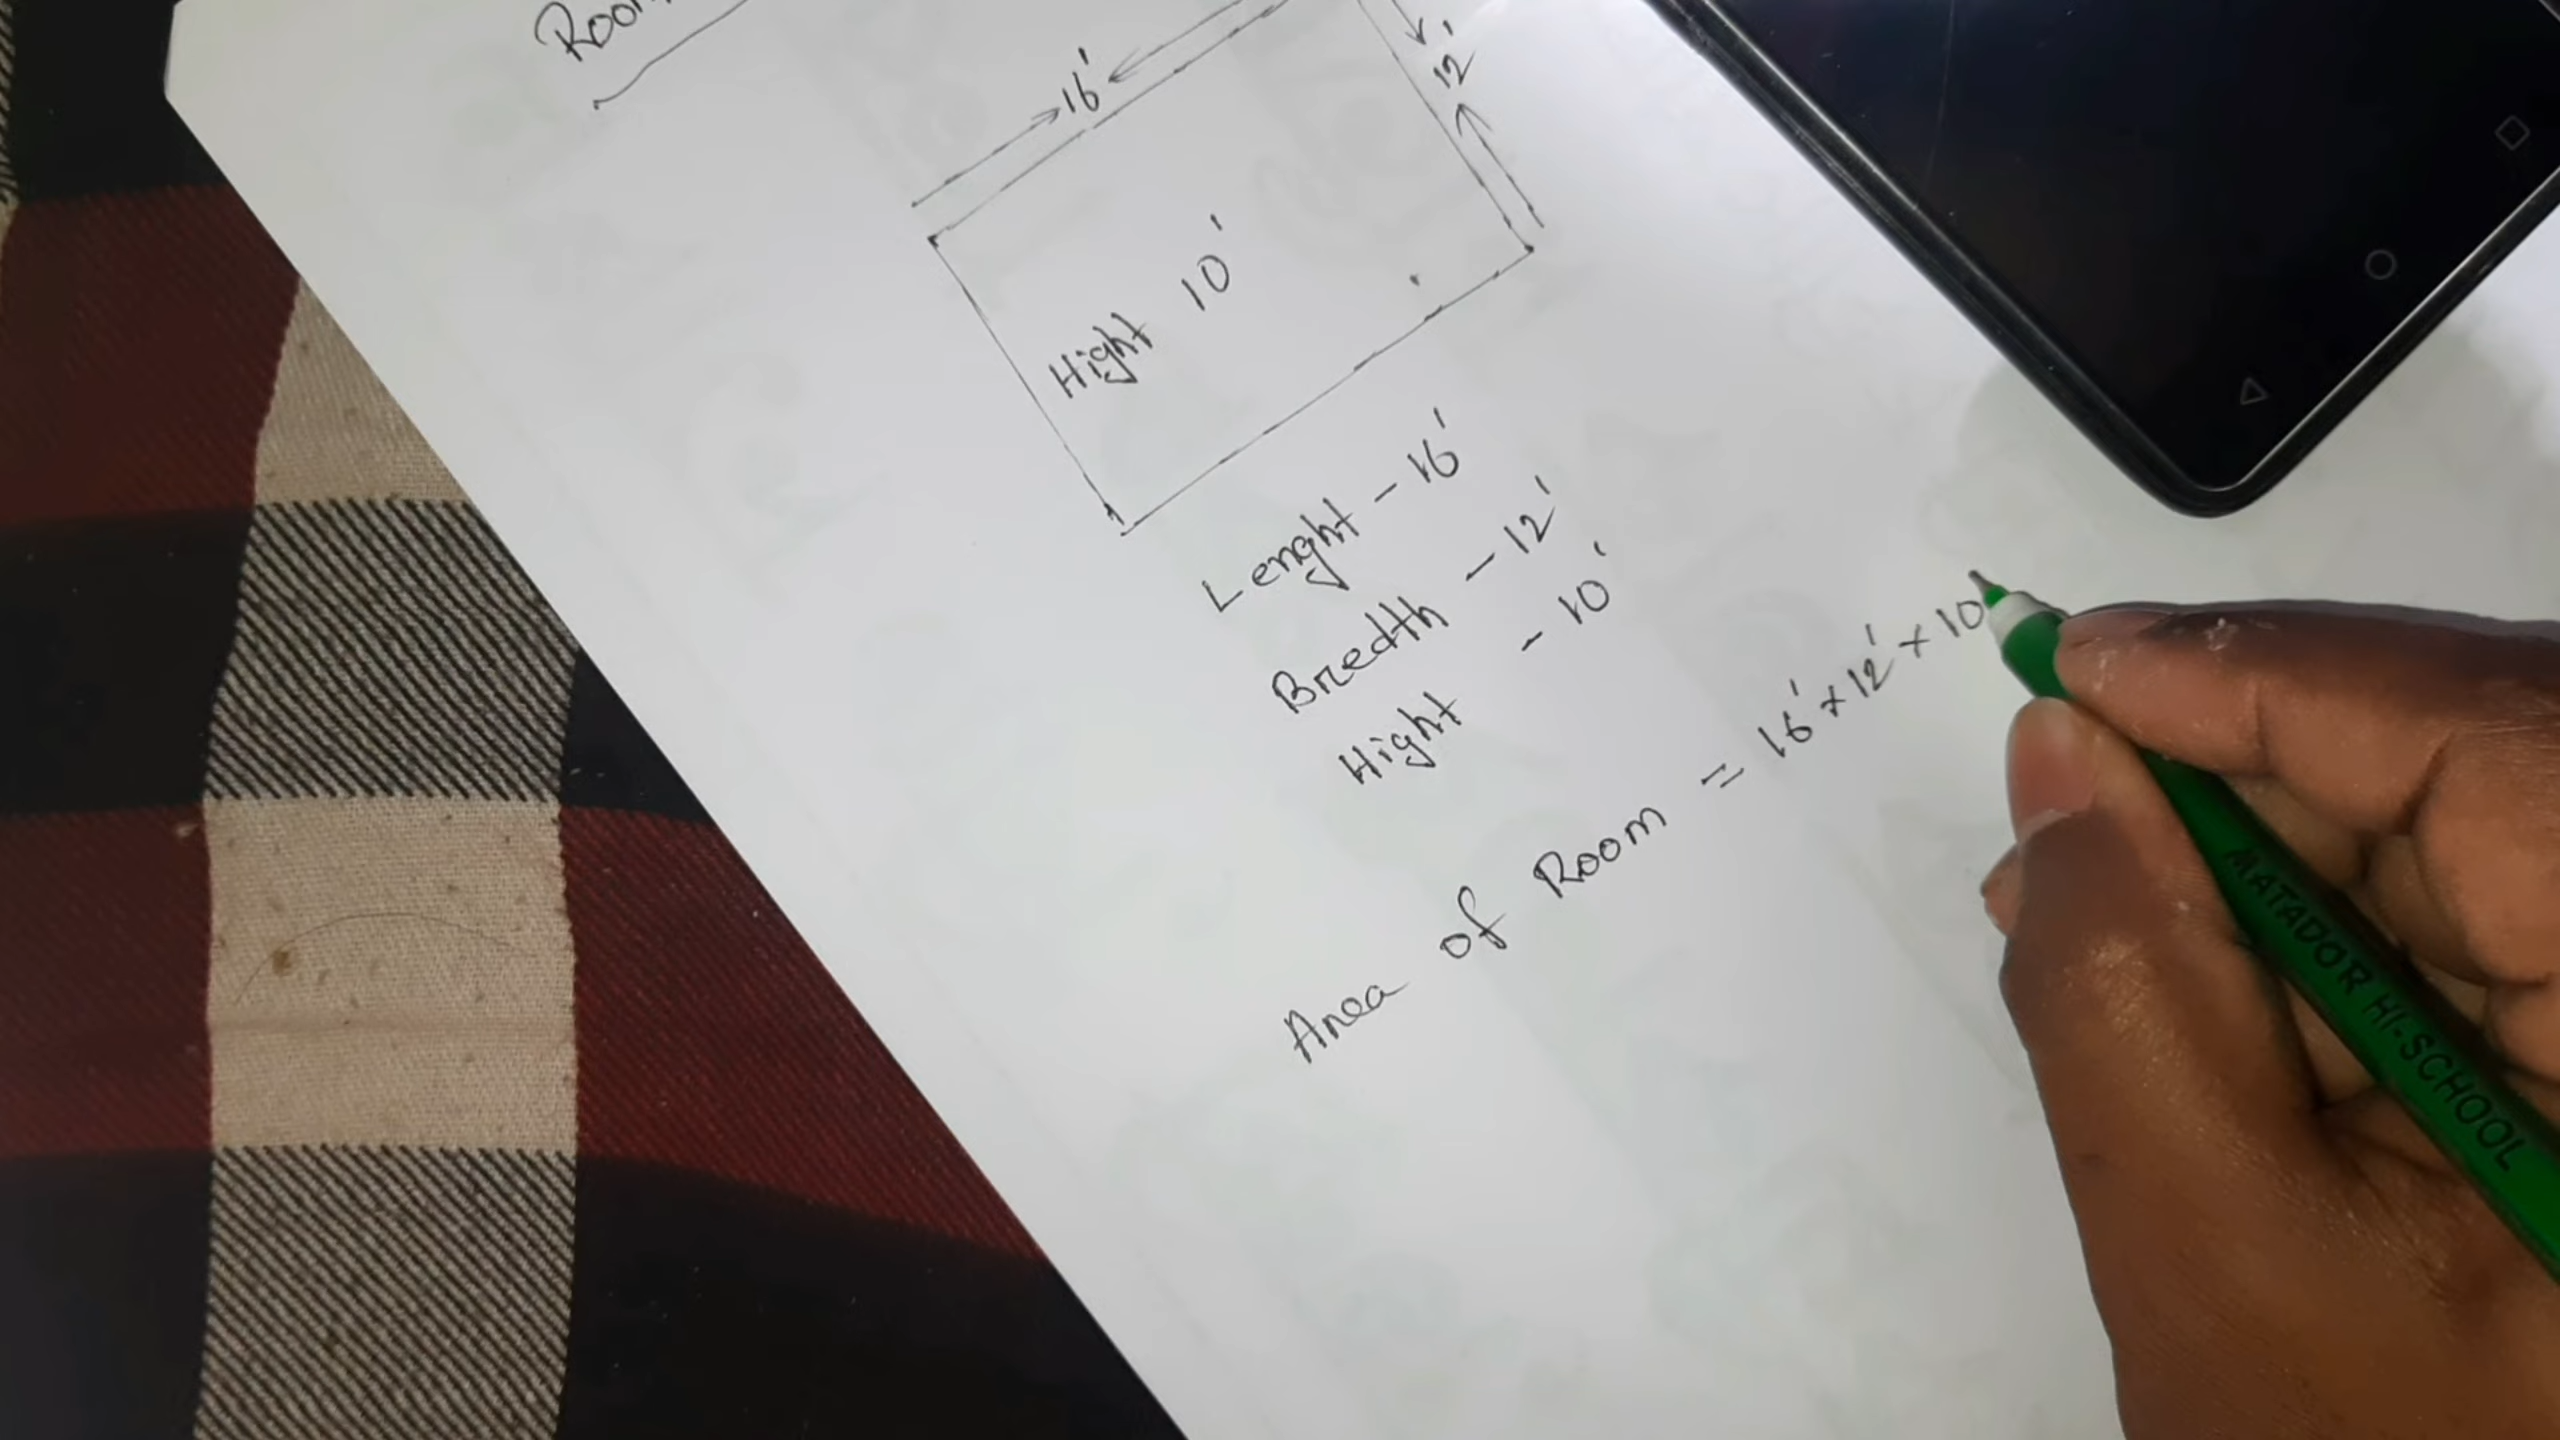 Room
16'
12'
Hight 10'
Lenght - 16'
Bredth - 12'
Hight - 10'
Area of Room = 16' x 12' x 10
MATADOR HI-SCHOOL